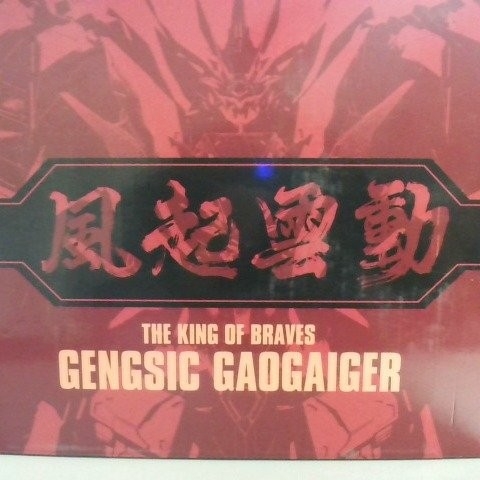 風起雲動
THE KING OF BRAVES
GENGSIC GAOGAIGER